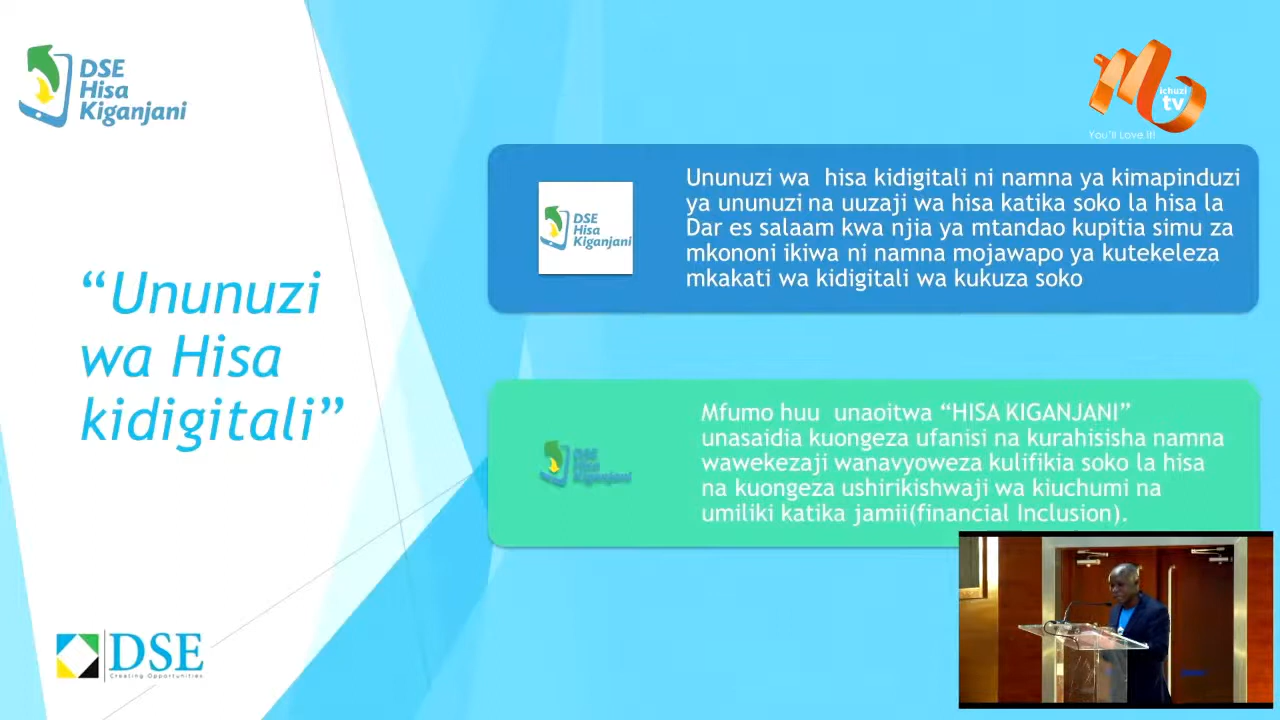 DSE
Hisa
Kiganjani
ichuzi
tv
You'll Love it!
Ununuzi wa hisa kidigitali ni namna ya kimapinduzi
ya ununuzi na uuzaji wa hisa katika soko la hisa la
Dar es salaam kwa njia ya mtandao kupitia simu za
mkononi ikiwa ni namna mojawapo ya kutekeleza
mkakati wa kidigitali wa kukuza soko
DSE
Hisa
Kiganjani
“Ununuzi
wa Hisa
kidigitali”
Mfumo huu unaoitwa “HISA KIGANJANI”
unasaidia kuongeza ufanisi na kurahisisha namna
wawekezaji wanavyoweza kulifikia soko la hisa
na kuongeza ushirikishwaji wa kiuchumi na
umiliki katika jamii(financial Inclusion).
DSE
Hisa
Kiganjani
DSE
Creating Opportunities